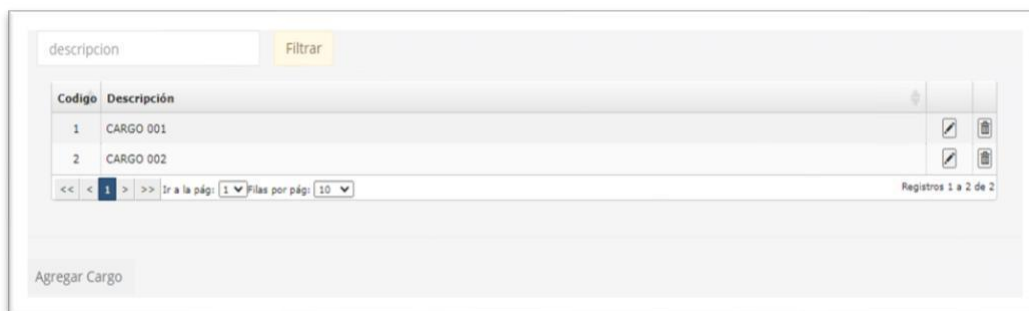 descripcion Filtrar
Codigo Descripción
1 CARGO 001
2 CARGO 002
<< < 1 > >> Ir a la pág: 1 Filas por pág: 10 Registros 1 a 2 de 2
Agregar Cargo